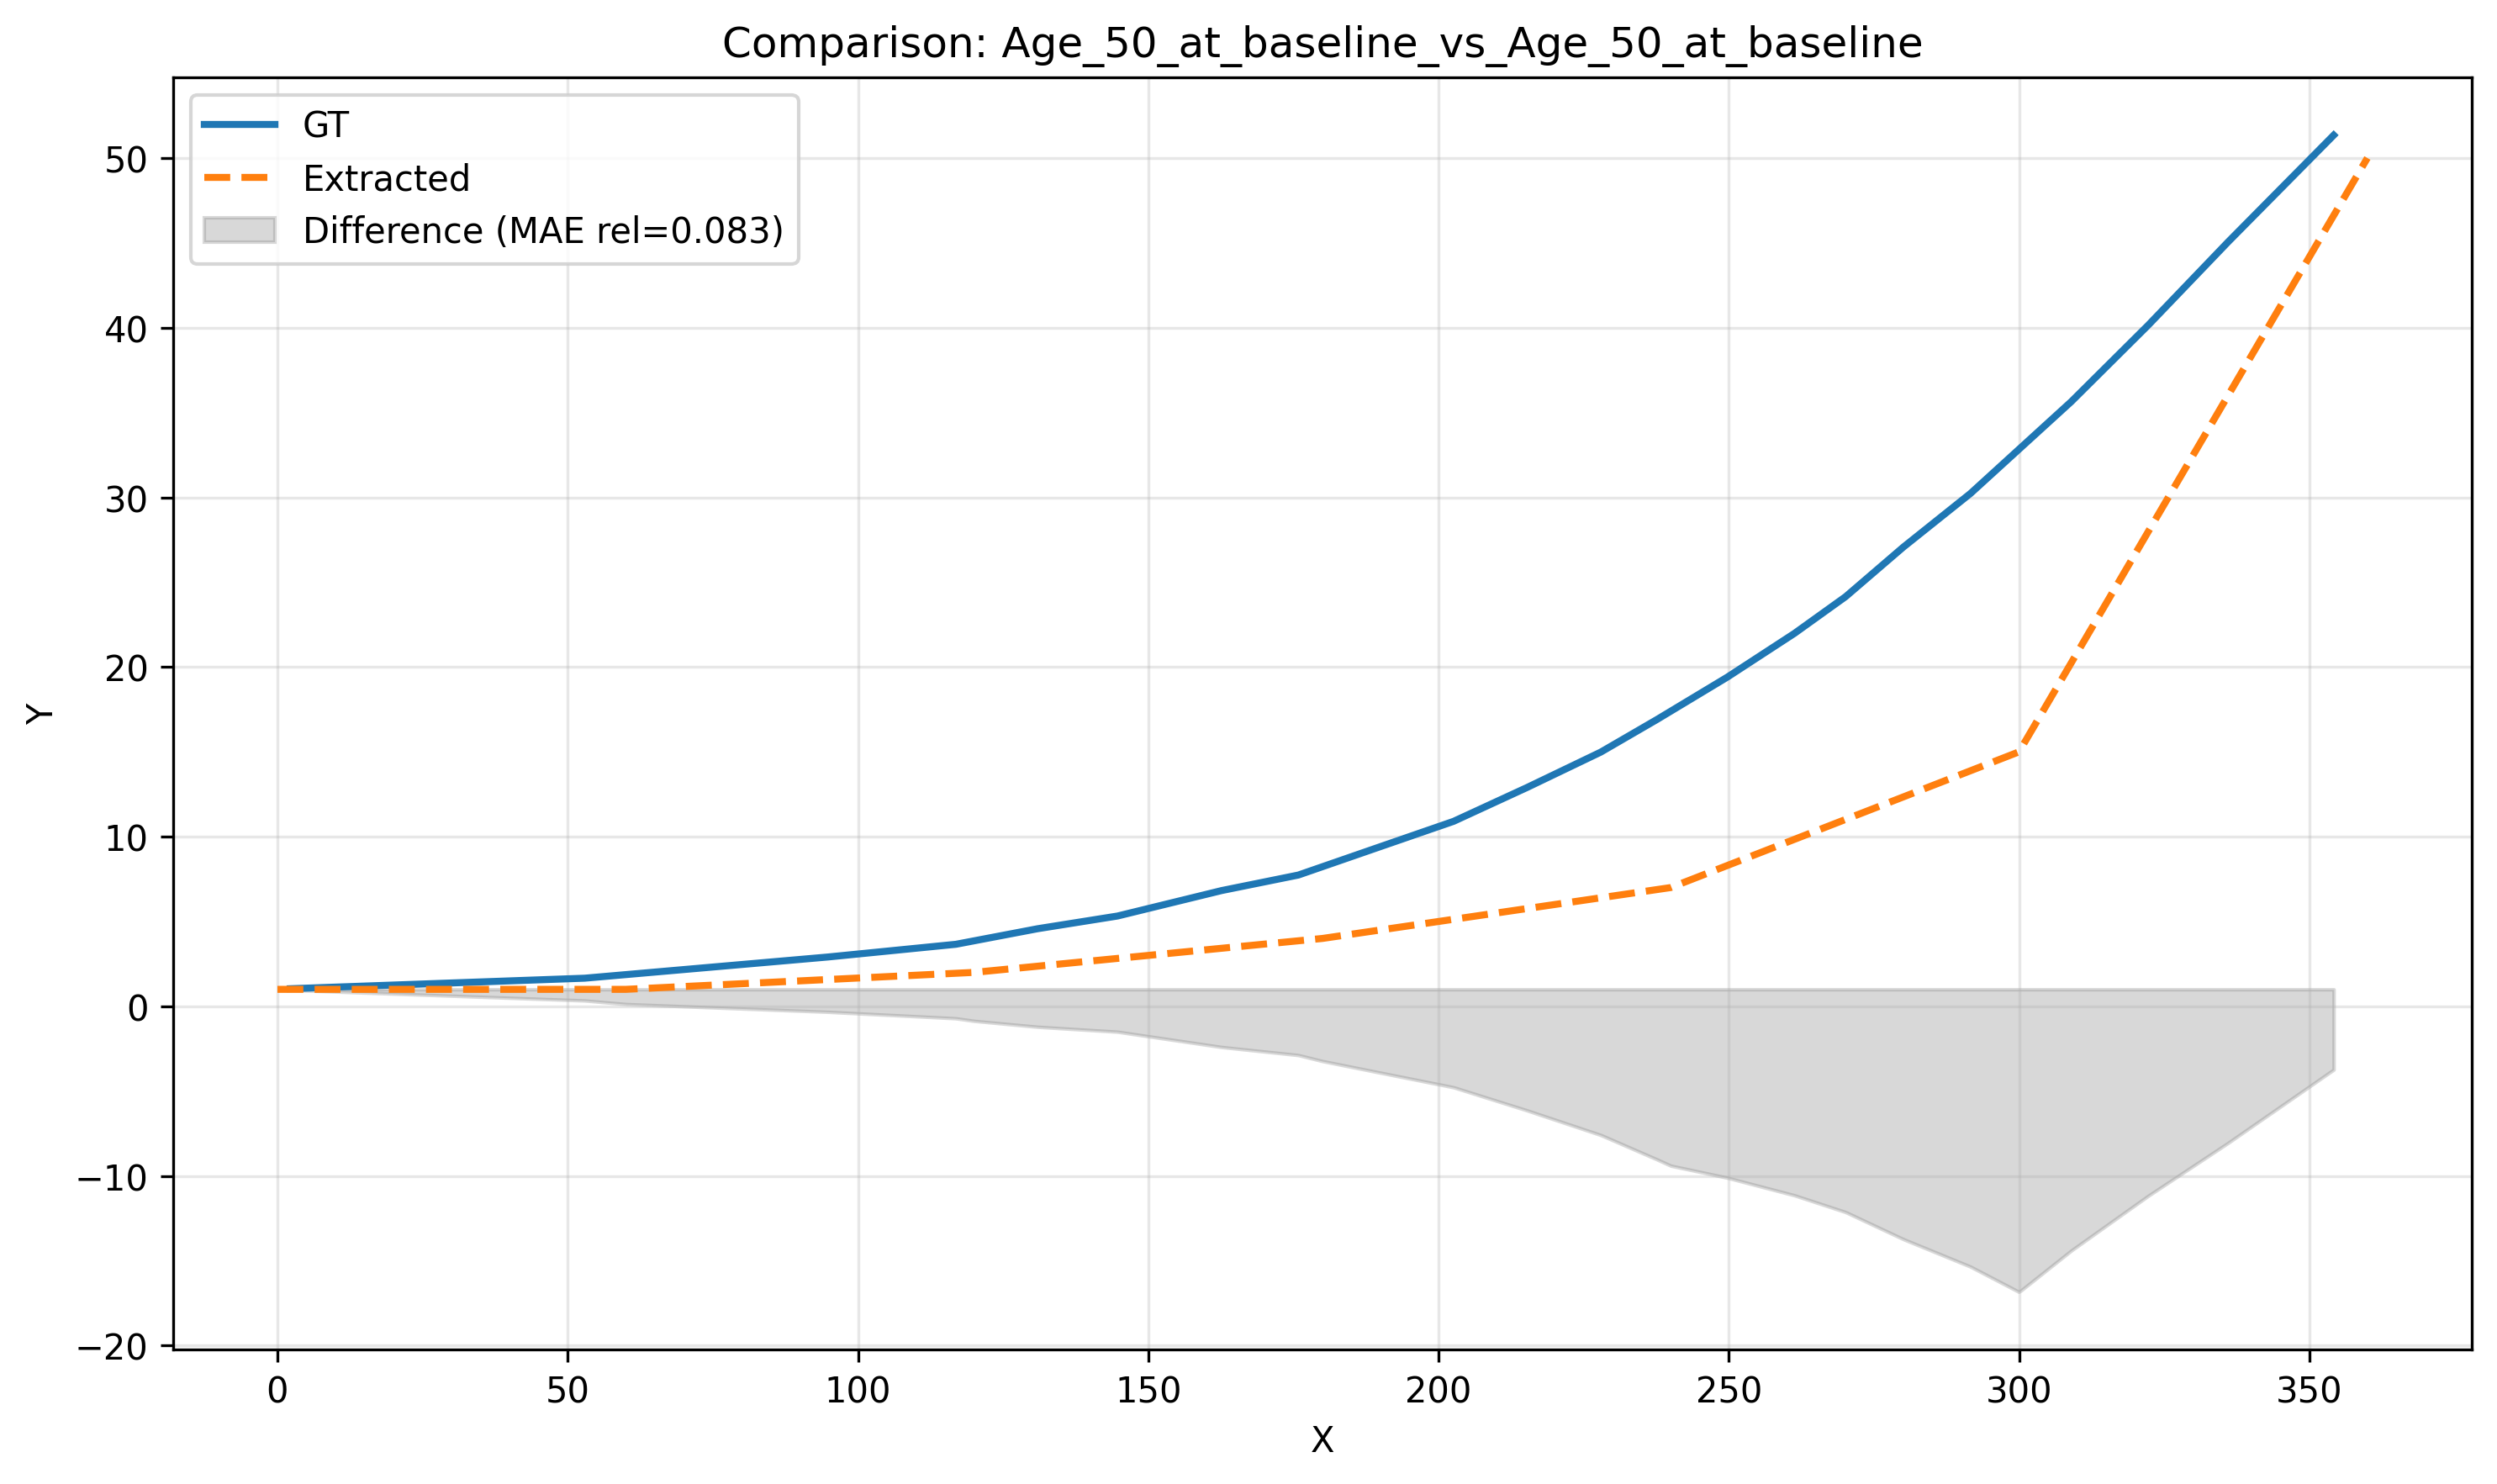 Comparison: Age_50_at_baseline_vs_Age_50_at_baseline
GT
Extracted
Difference (MAE rel=0.083)
Y
50
40
30
20
10
0
−10
−20
0 50 100 150 200 250 300 350
X